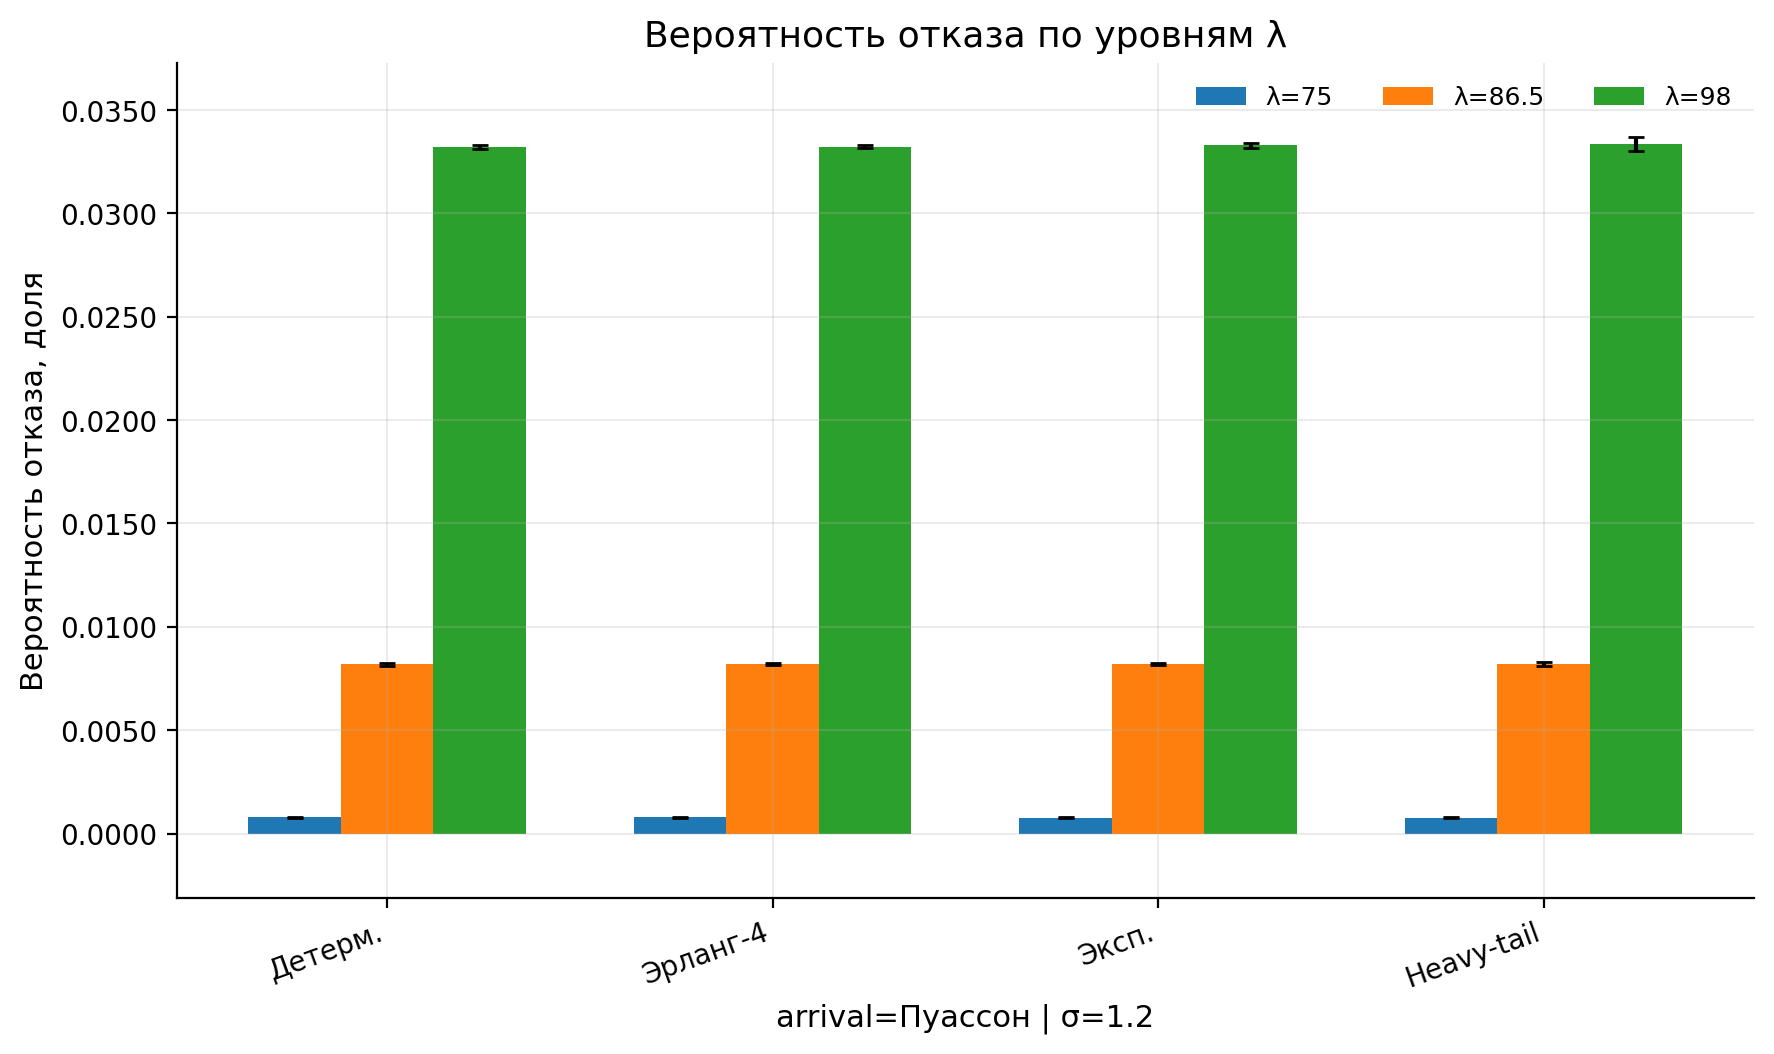 Вероятность отказа по уровням λ
λ=75 λ=86.5 λ=98
Вероятность отказа, доля
0.0350
0.0300
0.0250
0.0200
0.0150
0.0100
0.0050
0.0000
Детерм. Эрланг-4 Эксп. Heavy-tail
arrival=Пуассон | σ=1.2